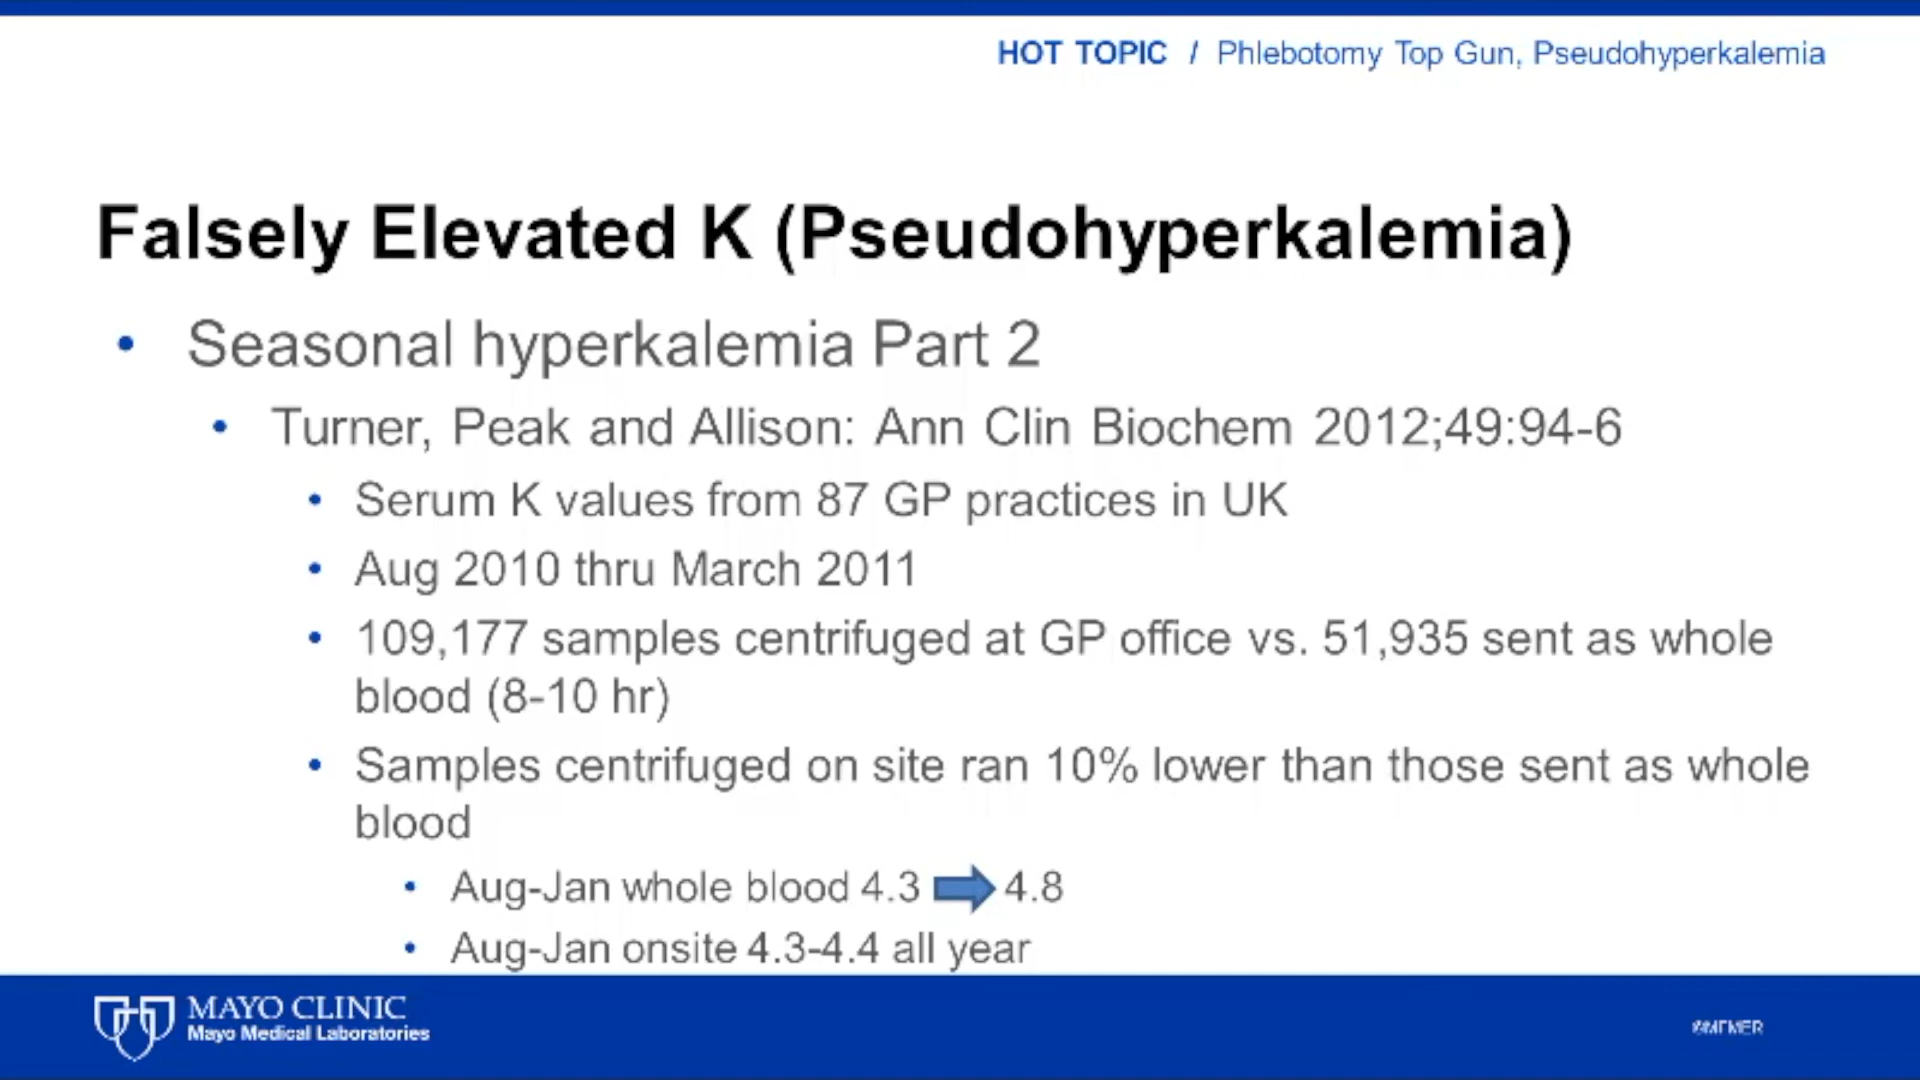 HOT TOPIC / Phlebotomy Top Gun, Pseudohyperkalemia
Falsely Elevated K (Pseudohyperkalemia)
• Seasonal hyperkalemia Part 2
• Turner, Peak and Allison: Ann Clin Biochem 2012;49:94-6
• Serum K values from 87 GP practices in UK
• Aug 2010 thru March 2011
• 109,177 samples centrifuged at GP office vs. 51,935 sent as whole
blood (8-10 hr)
• Samples centrifuged on site ran 10% lower than those sent as whole
blood
• Aug-Jan whole blood 4.3 ➡ 4.8
• Aug-Jan onsite 4.3-4.4 all year
MAYO CLINIC
Mayo Medical Laboratories
©MFMER